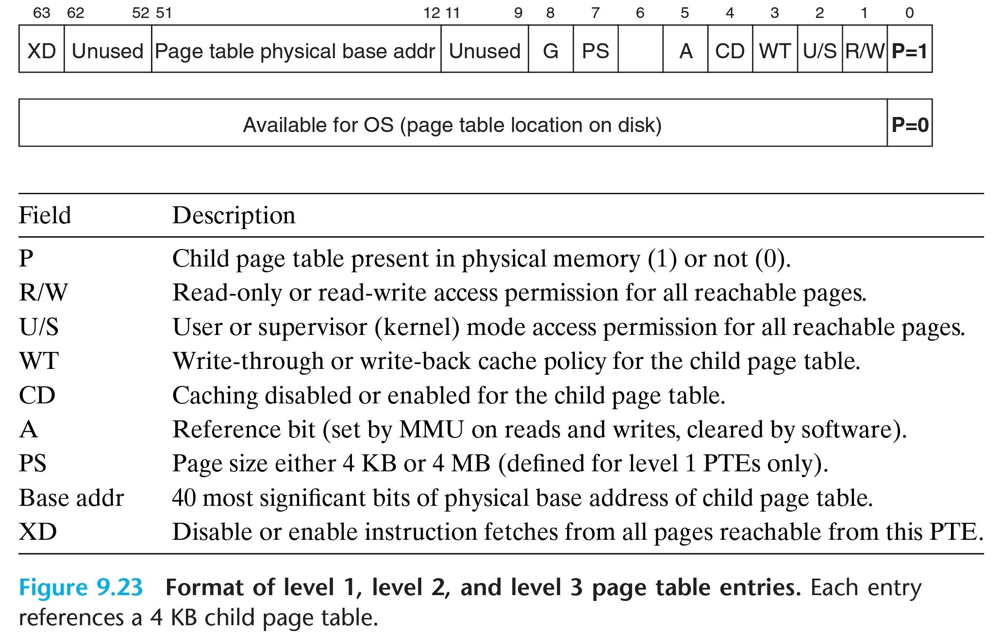 63 62 52 51 12 11 9 8 7 6 5 4 3 2 1 0
XD Unused Page table physical base addr Unused G PS A CD WT U/S R/W P=1
Available for OS (page table location on disk) P=0
Field Description
P Child page table present in physical memory (1) or not (0).
R/W Read-only or read-write access permission for all reachable pages.
U/S User or supervisor (kernel) mode access permission for all reachable pages.
WT Write-through or write-back cache policy for the child page table.
CD Caching disabled or enabled for the child page table.
A Reference bit (set by MMU on reads and writes, cleared by software).
PS Page size either 4 KB or 4 MB (defined for level 1 PTEs only).
Base addr 40 most significant bits of physical base address of child page table.
XD Disable or enable instruction fetches from all pages reachable from this PTE.
Figure 9.23 Format of level 1, level 2, and level 3 page table entries. Each entry
references a 4 KB child page table.